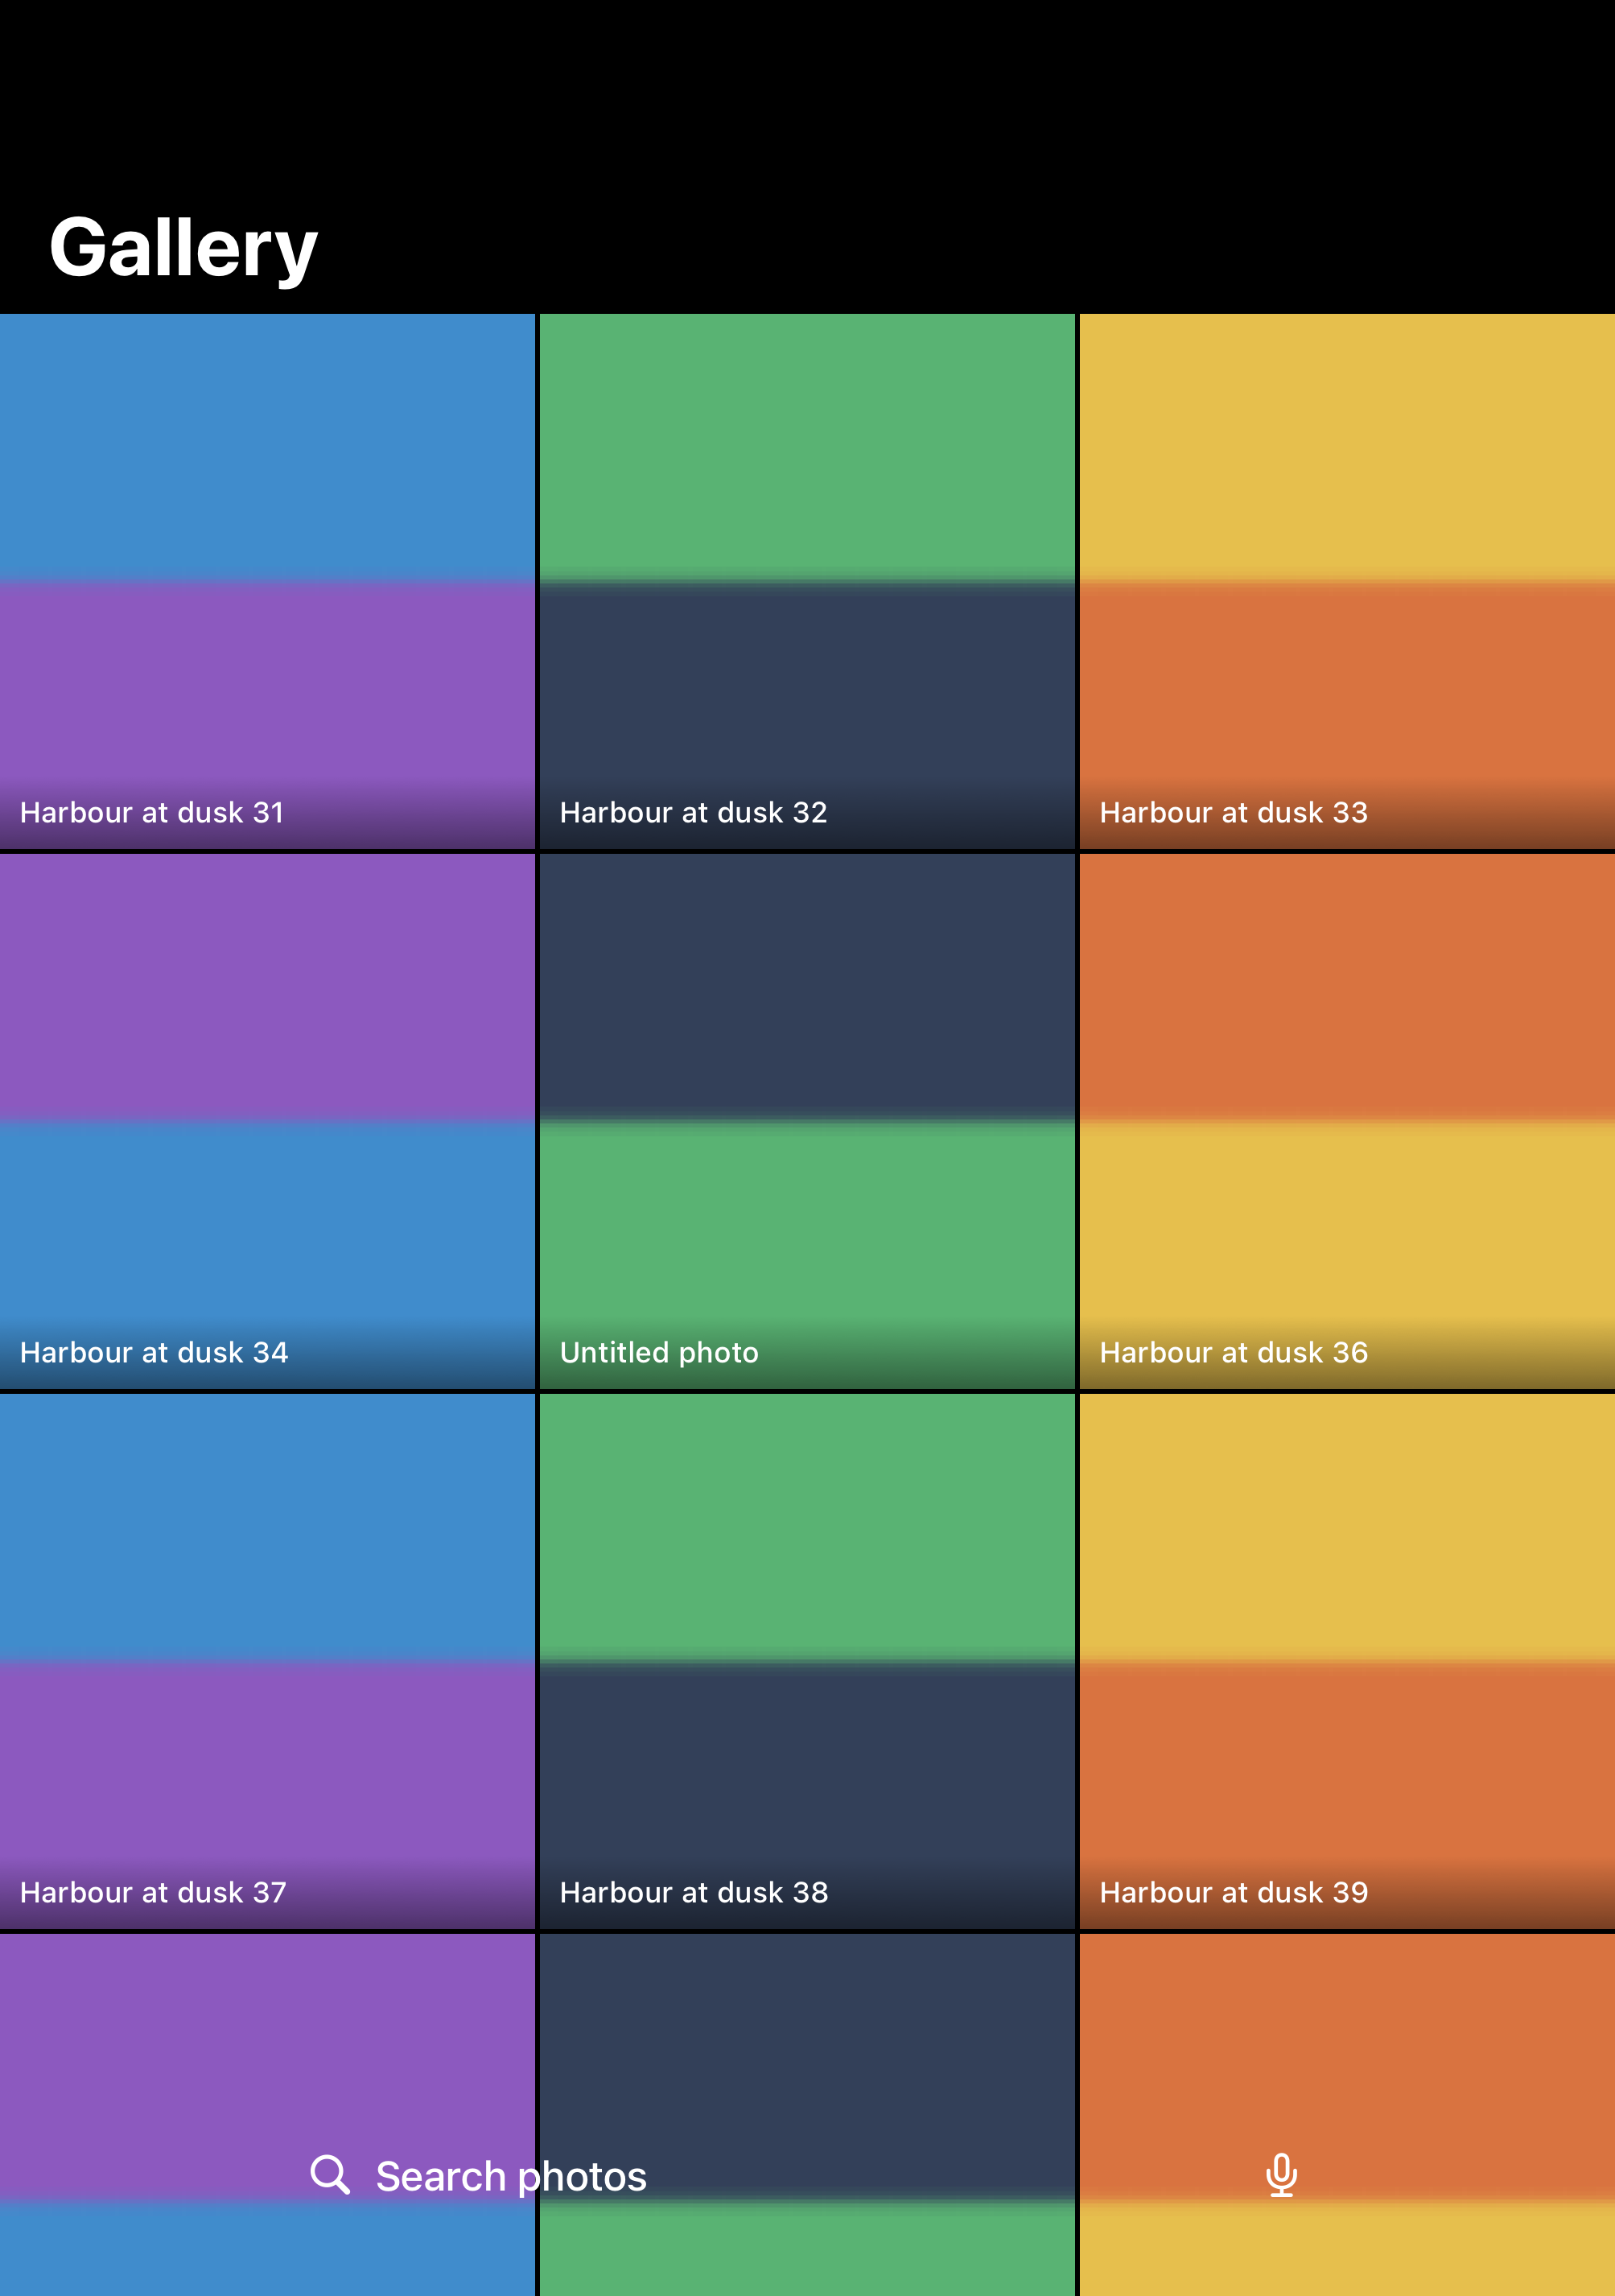 Gallery
Harbour at dusk 31
Harbour at dusk 32
Harbour at dusk 33
Harbour at dusk 34
Untitled photo
Harbour at dusk 36
Harbour at dusk 37
Harbour at dusk 38
Harbour at dusk 39
Search photos